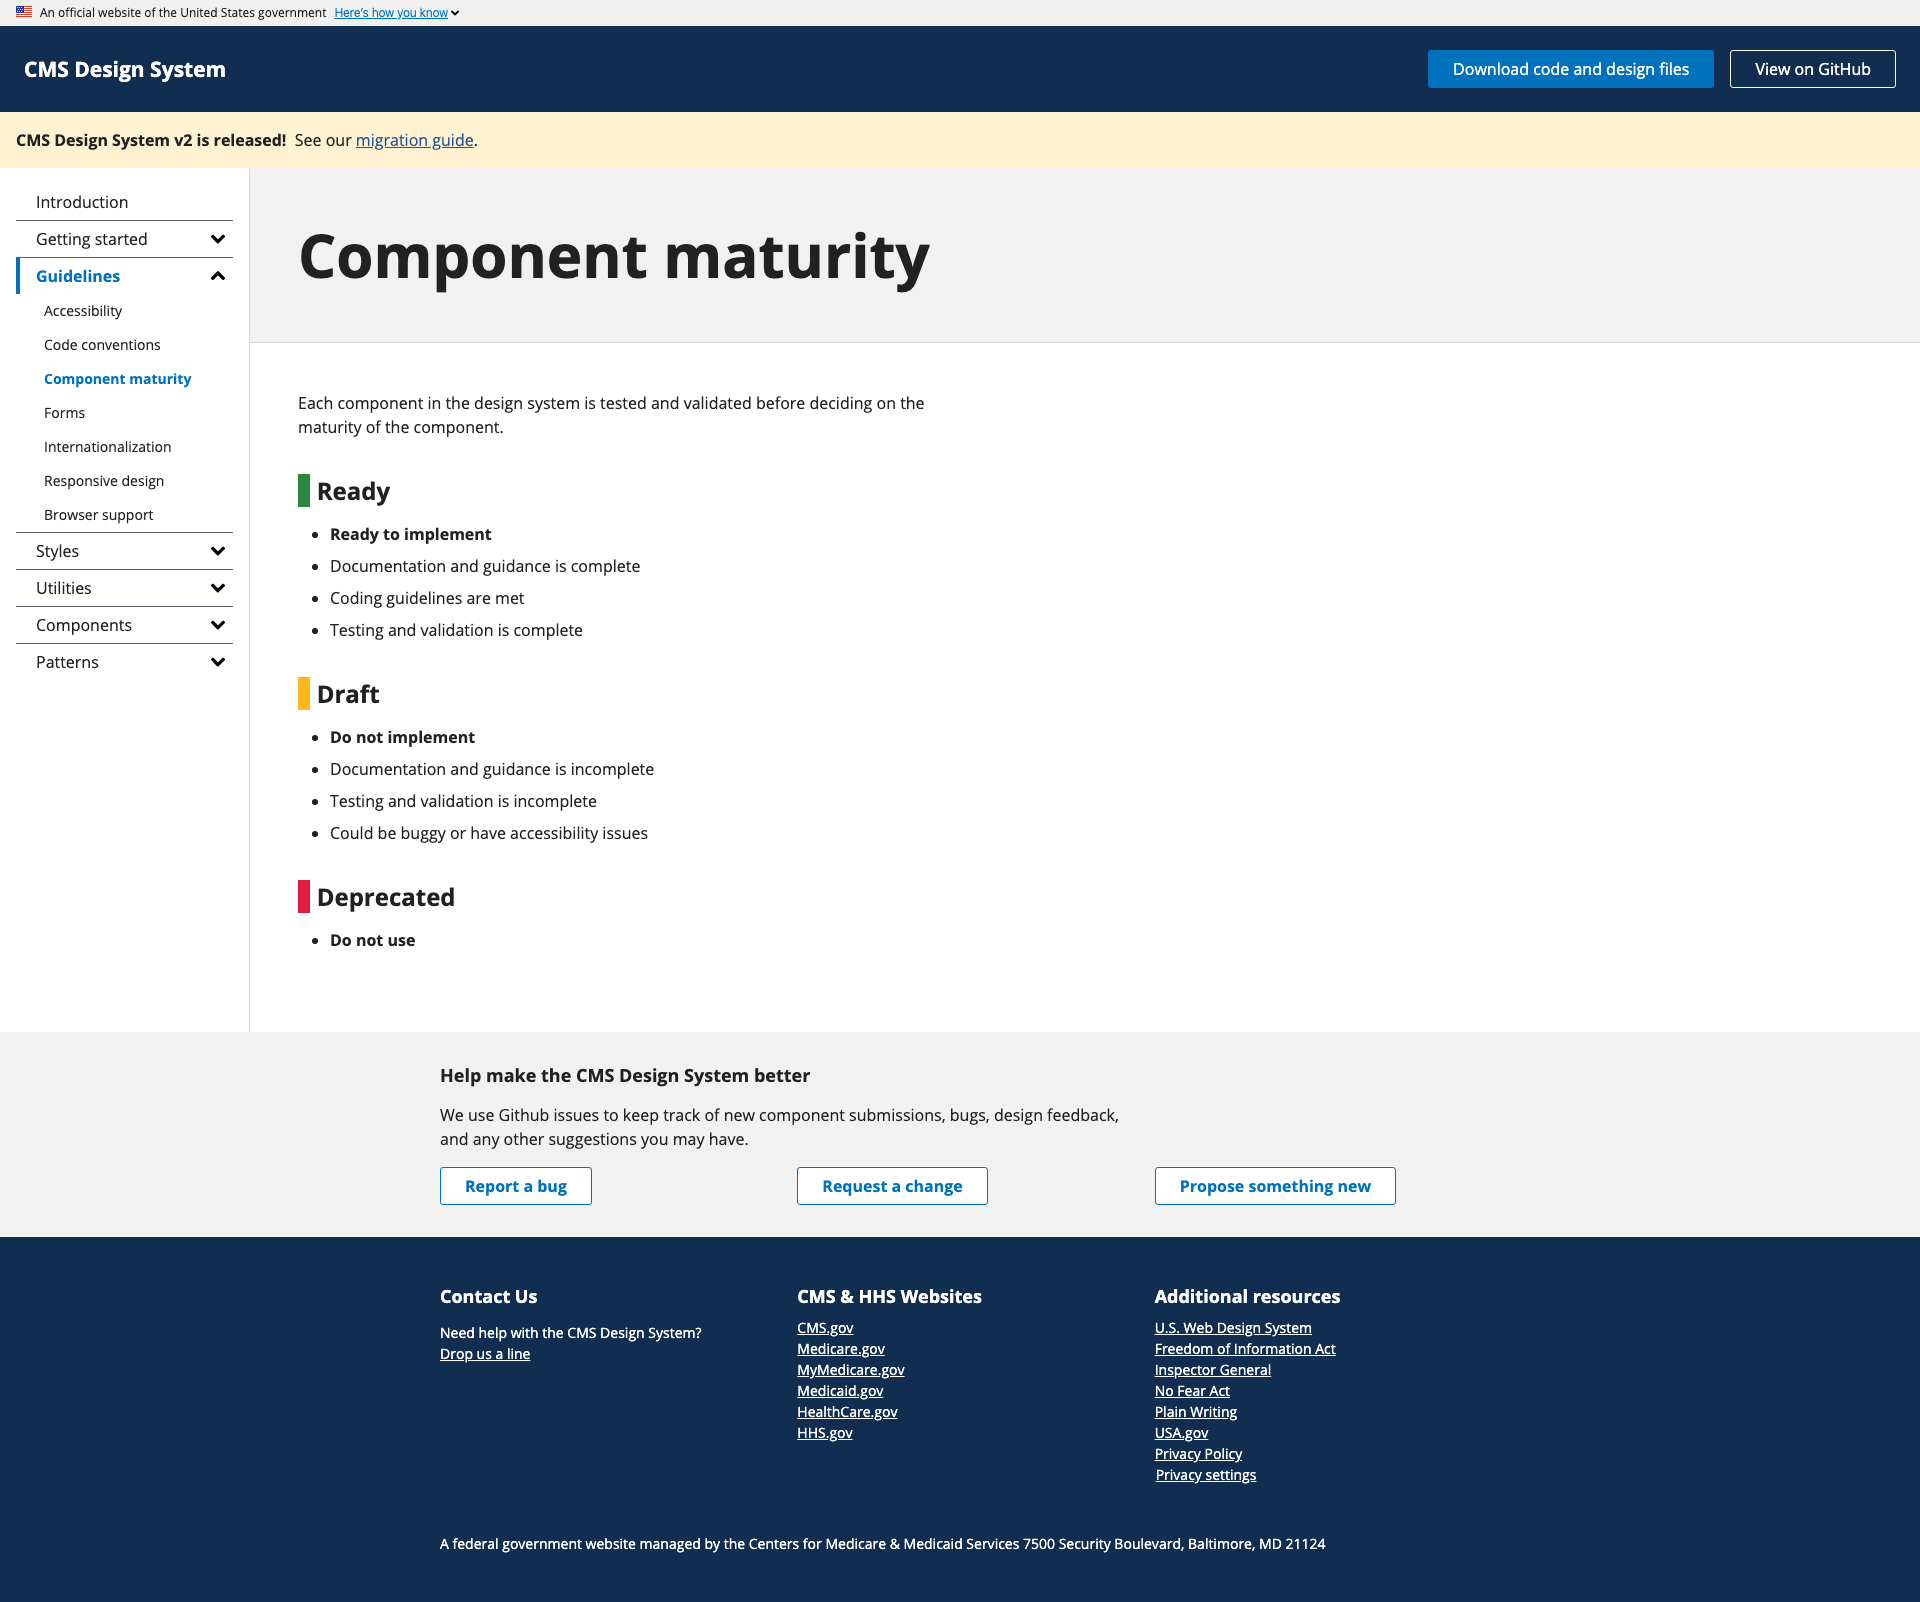 An official website of the United States government Here's how you know
CMS Design System
Download code and design files
View on GitHub
CMS Design System v2 is released! See our migration guide.
Introduction
Getting started
Guidelines
Accessibility
Code conventions
Component maturity
Forms
Internationalization
Responsive design
Browser support
Styles
Utilities
Components
Patterns
Component maturity
Each component in the design system is tested and validated before deciding on the
maturity of the component.
Ready
Ready to implement
Documentation and guidance is complete
Coding guidelines are met
Testing and validation is complete
Draft
Do not implement
Documentation and guidance is incomplete
Testing and validation is incomplete
Could be buggy or have accessibility issues
Deprecated
Do not use
Help make the CMS Design System better
We use Github issues to keep track of new component submissions, bugs, design feedback,
and any other suggestions you may have.
Report a bug
Request a change
Propose something new
Contact Us
Need help with the CMS Design System?
Drop us a line
CMS & HHS Websites
CMS.gov
Medicare.gov
MyMedicare.gov
Medicaid.gov
HealthCare.gov
HHS.gov
Additional resources
U.S. Web Design System
Freedom of Information Act
Inspector General
No Fear Act
Plain Writing
USA.gov
Privacy Policy
Privacy settings
A federal government website managed by the Centers for Medicare & Medicaid Services 7500 Security Boulevard, Baltimore, MD 21124